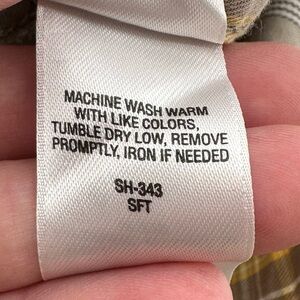 MACHINE WASH WARM
WITH LIKE COLORS,
TUMBLE DRY LOW, REMOVE
PROMPTLY, IRON IF NEEDED
SH-343
SFT